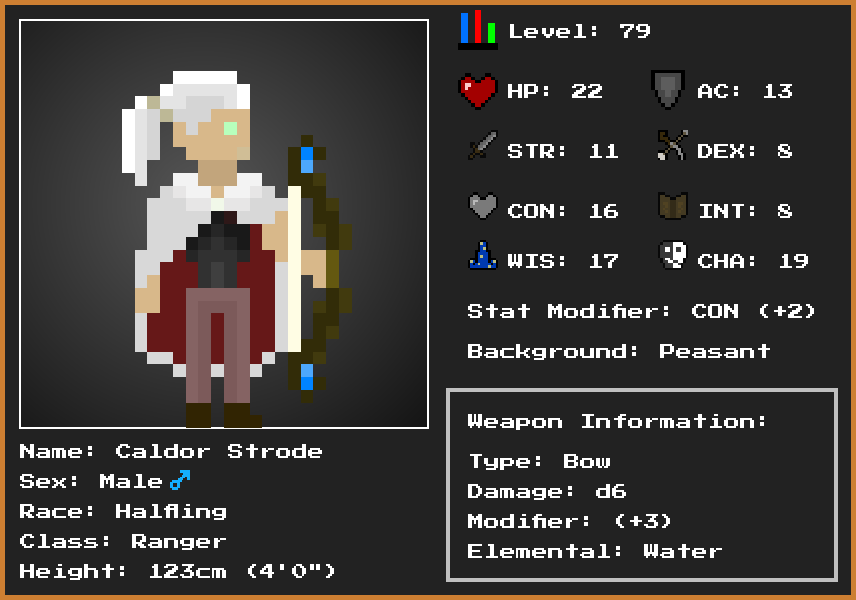 Level: 79
HP: 22 AC: 13
STR: 11 DEX: 8
CON: 16 INT: 8
WIS: 17 CHA: 19
Stat Modifier: CON (+2)
Background: Peasant
Weapon Information:
Type: Bow
Damage: d6
Modifier: (+3)
Elemental: Water
Name: Caldor Strode
Sex: Male♂
Race: Halfling
Class: Ranger
Height: 123cm (4'0")